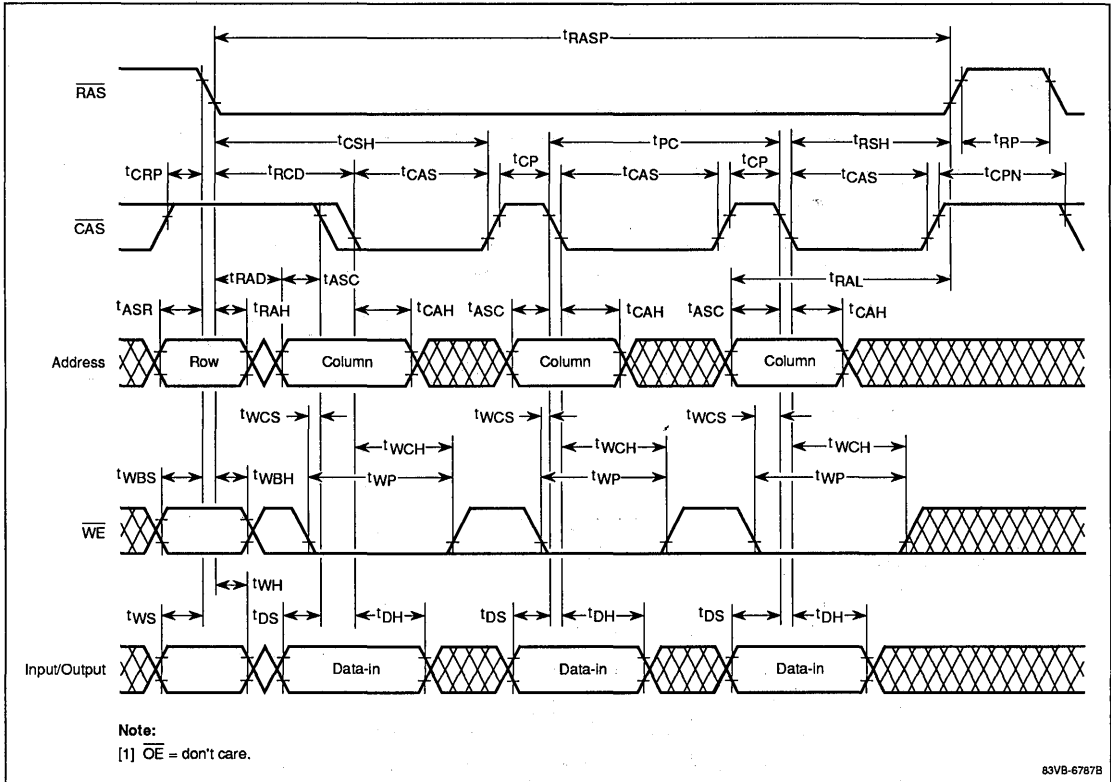 tRASP
RAS
tCSH tPC tRSH tRP
tCRP tRCD tCAS tCP tCAS tCP tCAS tCPN
CAS
tRAD tASC tRAL
tASR tRAH tCAH tASC tCAH tASC tCAH
Address Row Column Column Column
tWCS tWCS tWCS
tWCH tWCH tWCH
tWBS tWBH tWP tWP tWP
WE
tWH
tWS tDS tDH tDS tDH tDS tDH
Input/Output Data-in Data-in Data-in
Note:
[1] OE = don't care.
83VB-6787B